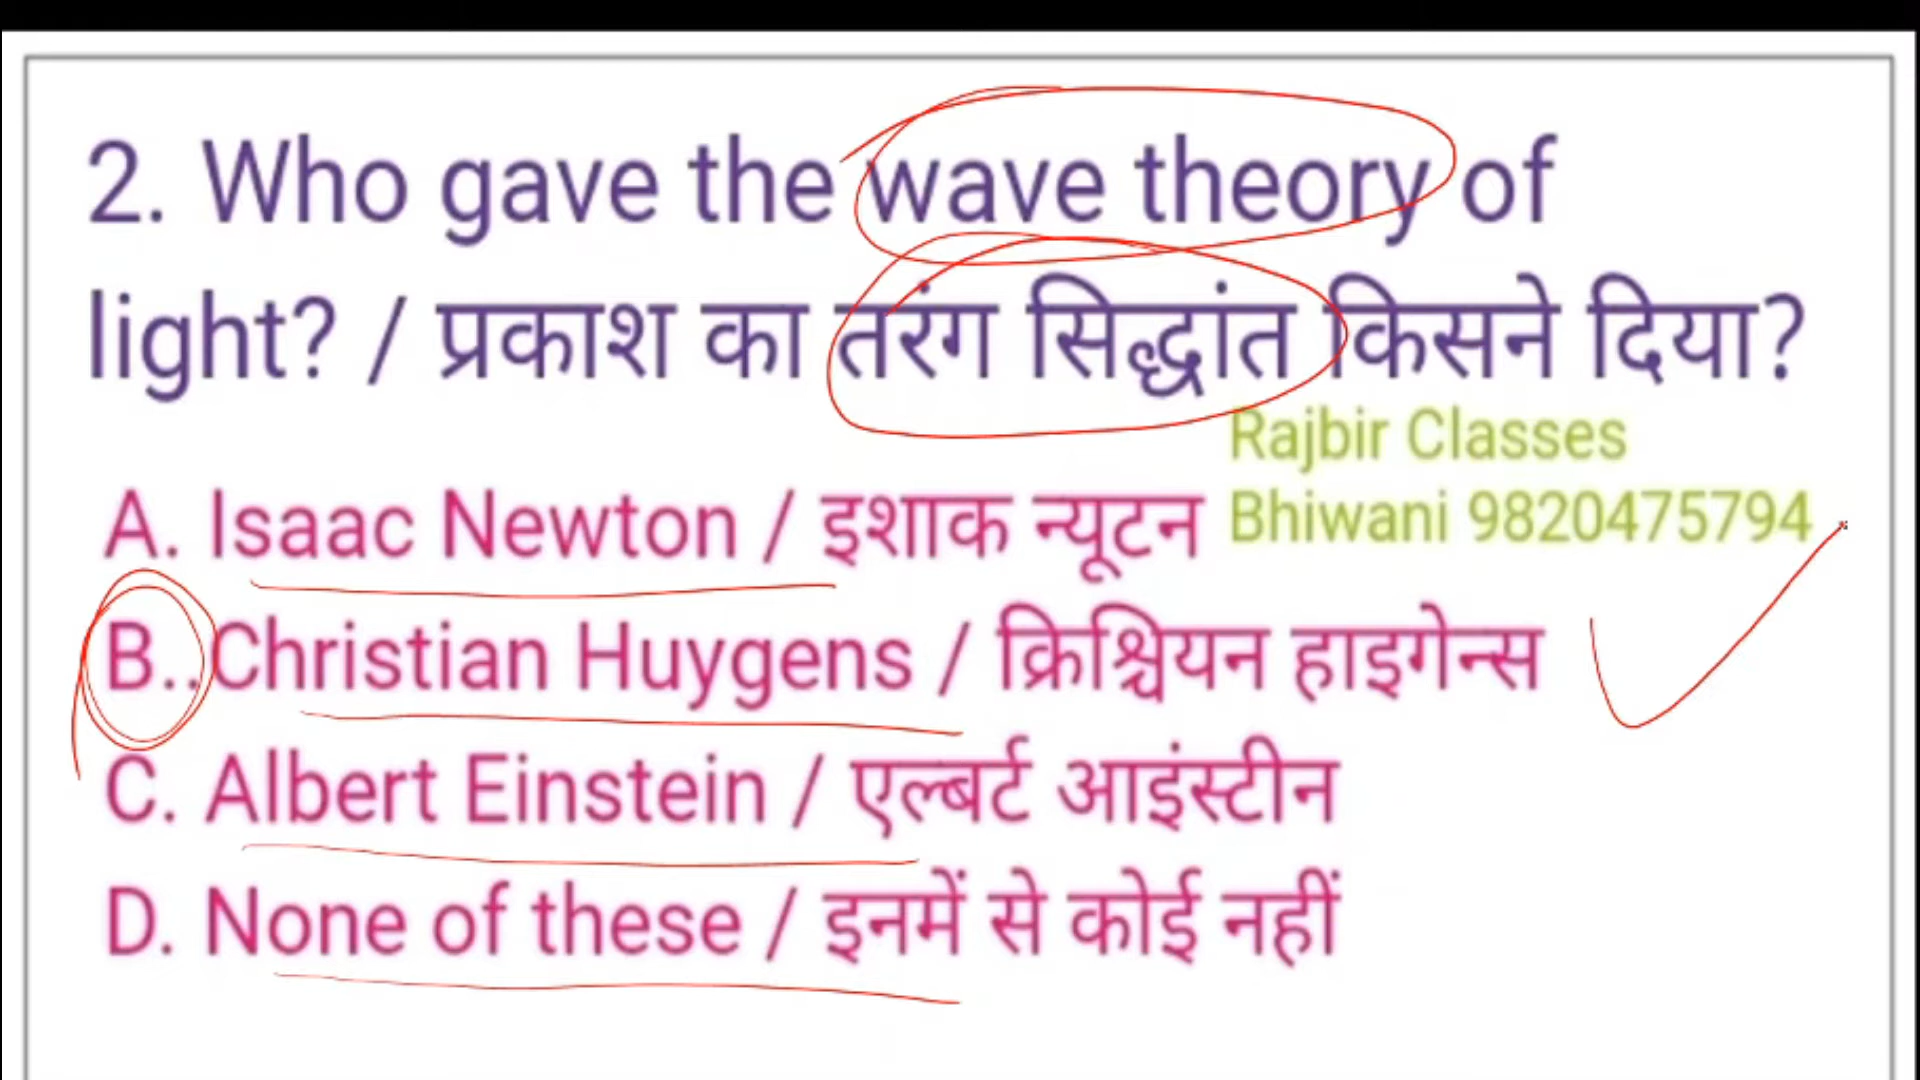 2. Who gave the wave theory of
light? / प्रकाश का तरंग सिद्धांत किसने दिया?
Rajbir Classes
A. Isaac Newton / इशाक न्यूटन Bhiwani 9820475794
B..Christian Huygens / क्रिश्चियन हाइगेन्स
C. Albert Einstein / एल्बर्ट आइंस्टीन
D. None of these / इनमें से कोई नहीं